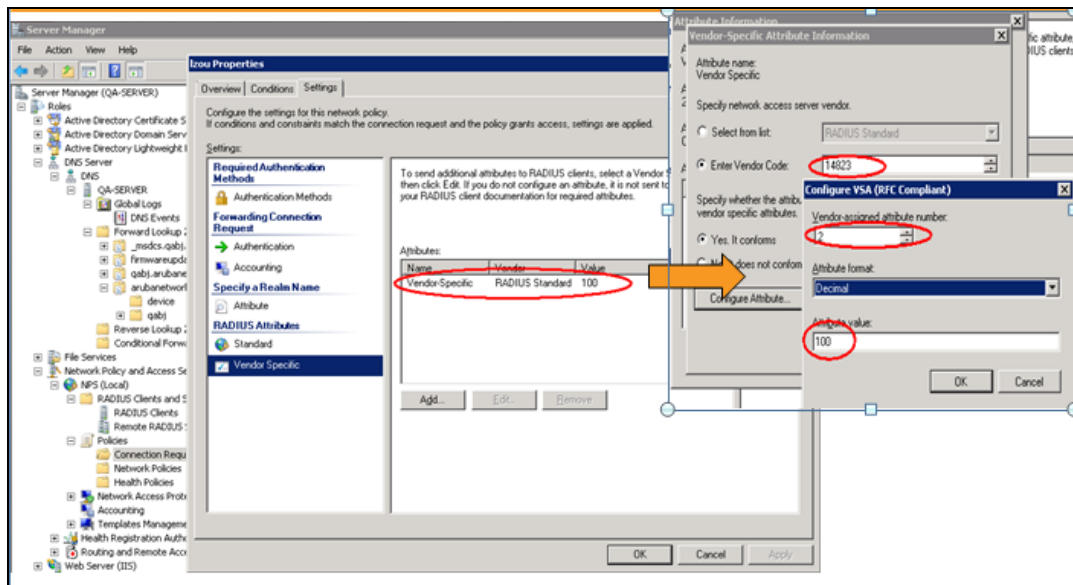 Server Manager
File Action View Help
Server Manager (QA-SERVER)
Roles
Active Directory Certificate S
Active Directory Domain Serv
Active Directory Lightweight
DNS Server
DNS
QA-SERVER
Global Logs
DNS Events
Forward Lookup
_msdcs.qabj.
firmwareupda
qabj.arubane
arubanetwork
device
qabj
Reverse Lookup
Conditional Forw
File Services
Network Policy and Access Se
NPS (Local)
RADIUS Clients and S
RADIUS Clients
Remote RADIUS
Policies
Connection Requ
Network Policies
Health Policies
Network Access Prot
Accounting
Templates Manageme
Health Registration Autho
Routing and Remote Acce
Web Server (IIS)
Izou Properties
Overview Conditions Settings
Configure the settings for this network policy.
If conditions and constraints match the connection request and the policy grants access, settings are applied.
Settings:
Required Authentication
Methods
Authentication Methods
Forwarding Connection
Request
Authentication
Accounting
Specify a Realm Name
Attribute
RADIUS Attributes
Standard
Vendor Specific
To send additional attributes to RADIUS clients, select a Vendor S
then click Edit. If you do not configure an attribute, it is not sent to
your RADIUS client documentation for required attributes.
Attributes:
Name Vendor Value
Vendor-Specific RADIUS Standard 100
Add... Edit... Remove
OK Cancel Apply
Attribute Information
Vendor-Specific Attribute Information
Attribute name:
Vendor Specific
Specify network access server vendor.
Select from list: RADIUS Standard
Enter Vendor Code: 14823
Specify whether the attribu
vendor specific attributes.
Yes. It conforms
No. It does not conform
Configure Attribute...
fic attribute,
DIUS clients
Configure VSA (RFC Compliant)
Vendor-assigned attribute number:
2
Attribute format:
Decimal
Attribute value:
100
OK Cancel